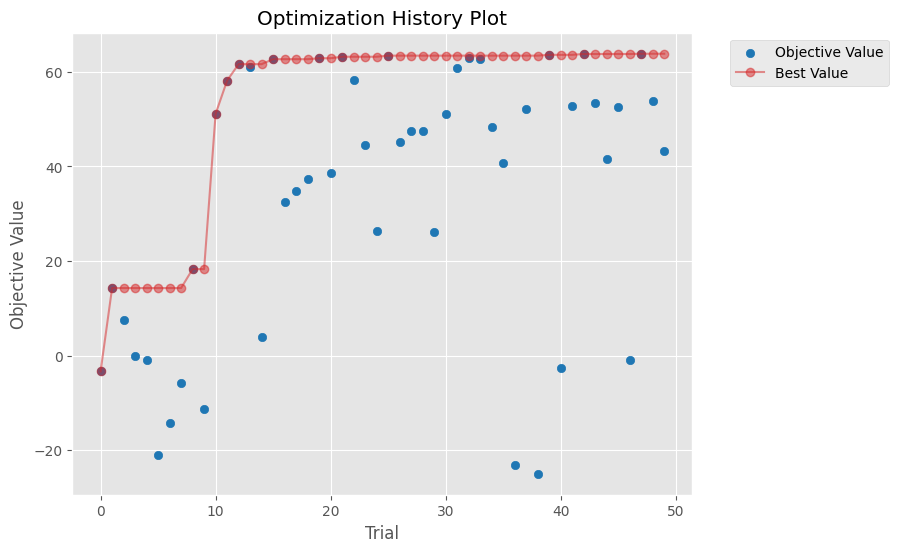 Optimization History Plot
Objective Value
Best Value
Objective Value
60
40
20
0
−20
0 10 20 30 40 50
Trial